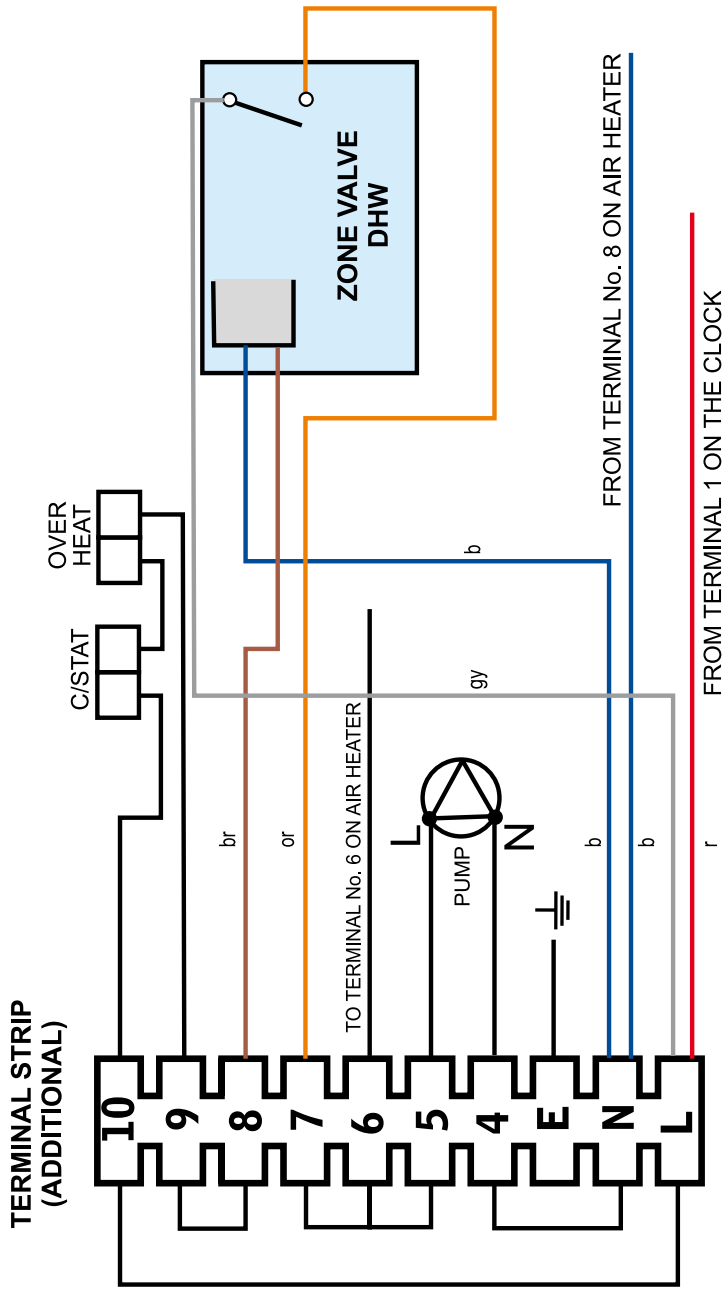 TERMINAL STRIP
(ADDITIONAL)
10
9
8
7
6
5
4
E
N
L
C/STAT
OVER
HEAT
br
or
TO TERMINAL No. 6 ON AIR HEATER
L
N
PUMP
gy
b
b
b
r
ZONE VALVE
DHW
FROM TERMINAL No. 8 ON AIR HEATER
FROM TERMINAL 1 ON THE CLOCK